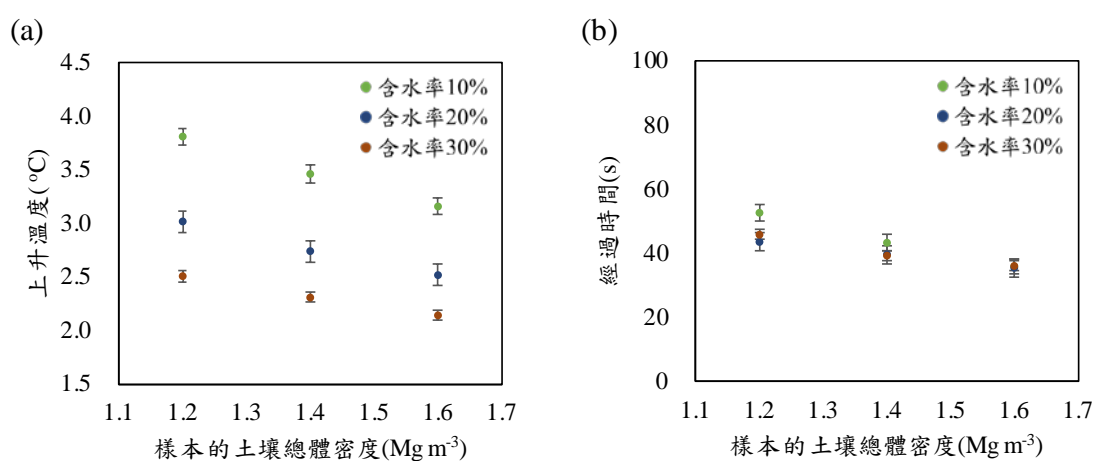 (a)
4.5
4.0
3.5
3.0
2.5
2.0
1.5
上升溫度(°C)
含水率10%
含水率20%
含水率30%
1.1 1.2 1.3 1.4 1.5 1.6 1.7
樣本的土壤總體密度(Mg m-3)
(b)
100
80
60
40
20
0
經過時間(s)
含水率10%
含水率20%
含水率30%
1.1 1.2 1.3 1.4 1.5 1.6 1.7
樣本的土壤總體密度(Mg m-3)